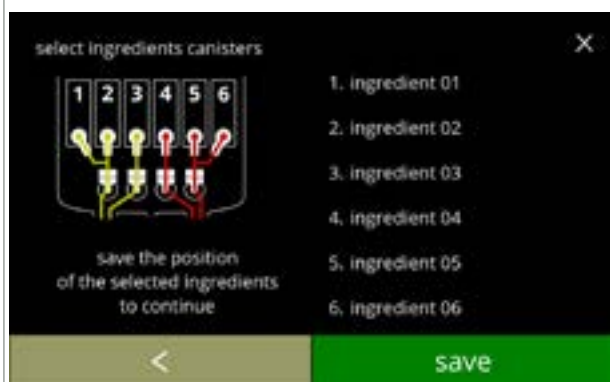 select ingredients canisters
1 2 3 4 5 6
save the position
of the selected ingredients
to continue
1. ingredient 01
2. ingredient 02
3. ingredient 03
4. ingredient 04
5. ingredient 05
6. ingredient 06
save